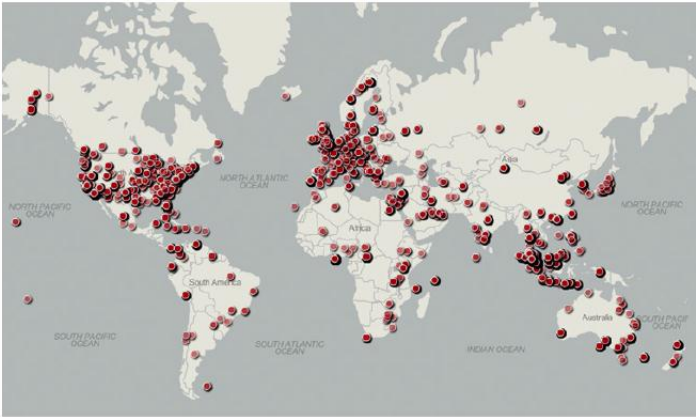 Asia
NORTH ATLANTIC
OCEAN
NORTH PACIFIC
OCEAN
NORTH PACIFIC
OCEAN
Africa
South America
Australia
SOUTH PACIFIC
OCEAN
SOUTH PACIF
OCEAN
SOUTH ATLANTIC
OCEAN
INDIAN OCEAN